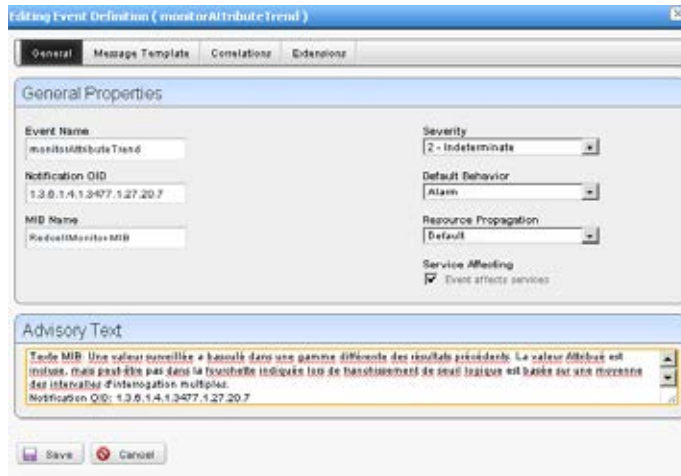 Editing Event Definition ( monitorAttributeTrend )
General Message Template Correlations Extensions
General Properties
Event Name
monitorAttributeTrend
Notification OID
1.3.6.1.4.1.3477.1.27.20.7
MIB Name
RedcellMonitor-MIB
Severity
2 - Indeterminate
Default Behavior
Alarm
Resource Propagation
Default
Service Affecting
Event affects services
Advisory Text
Texte MIB: Une valeur surveillée a basculé dans une gamme différente des résultats précédents. La valeur Attribué est
incluse, mais peut-être pas dans la fourchette indiquée lors de franchissement de seuil logique est basée sur une moyenne
des intervalles d'interrogation multiples.
Notification OID: 1.3.6.1.4.1.3477.1.27.20.7
Save Cancel